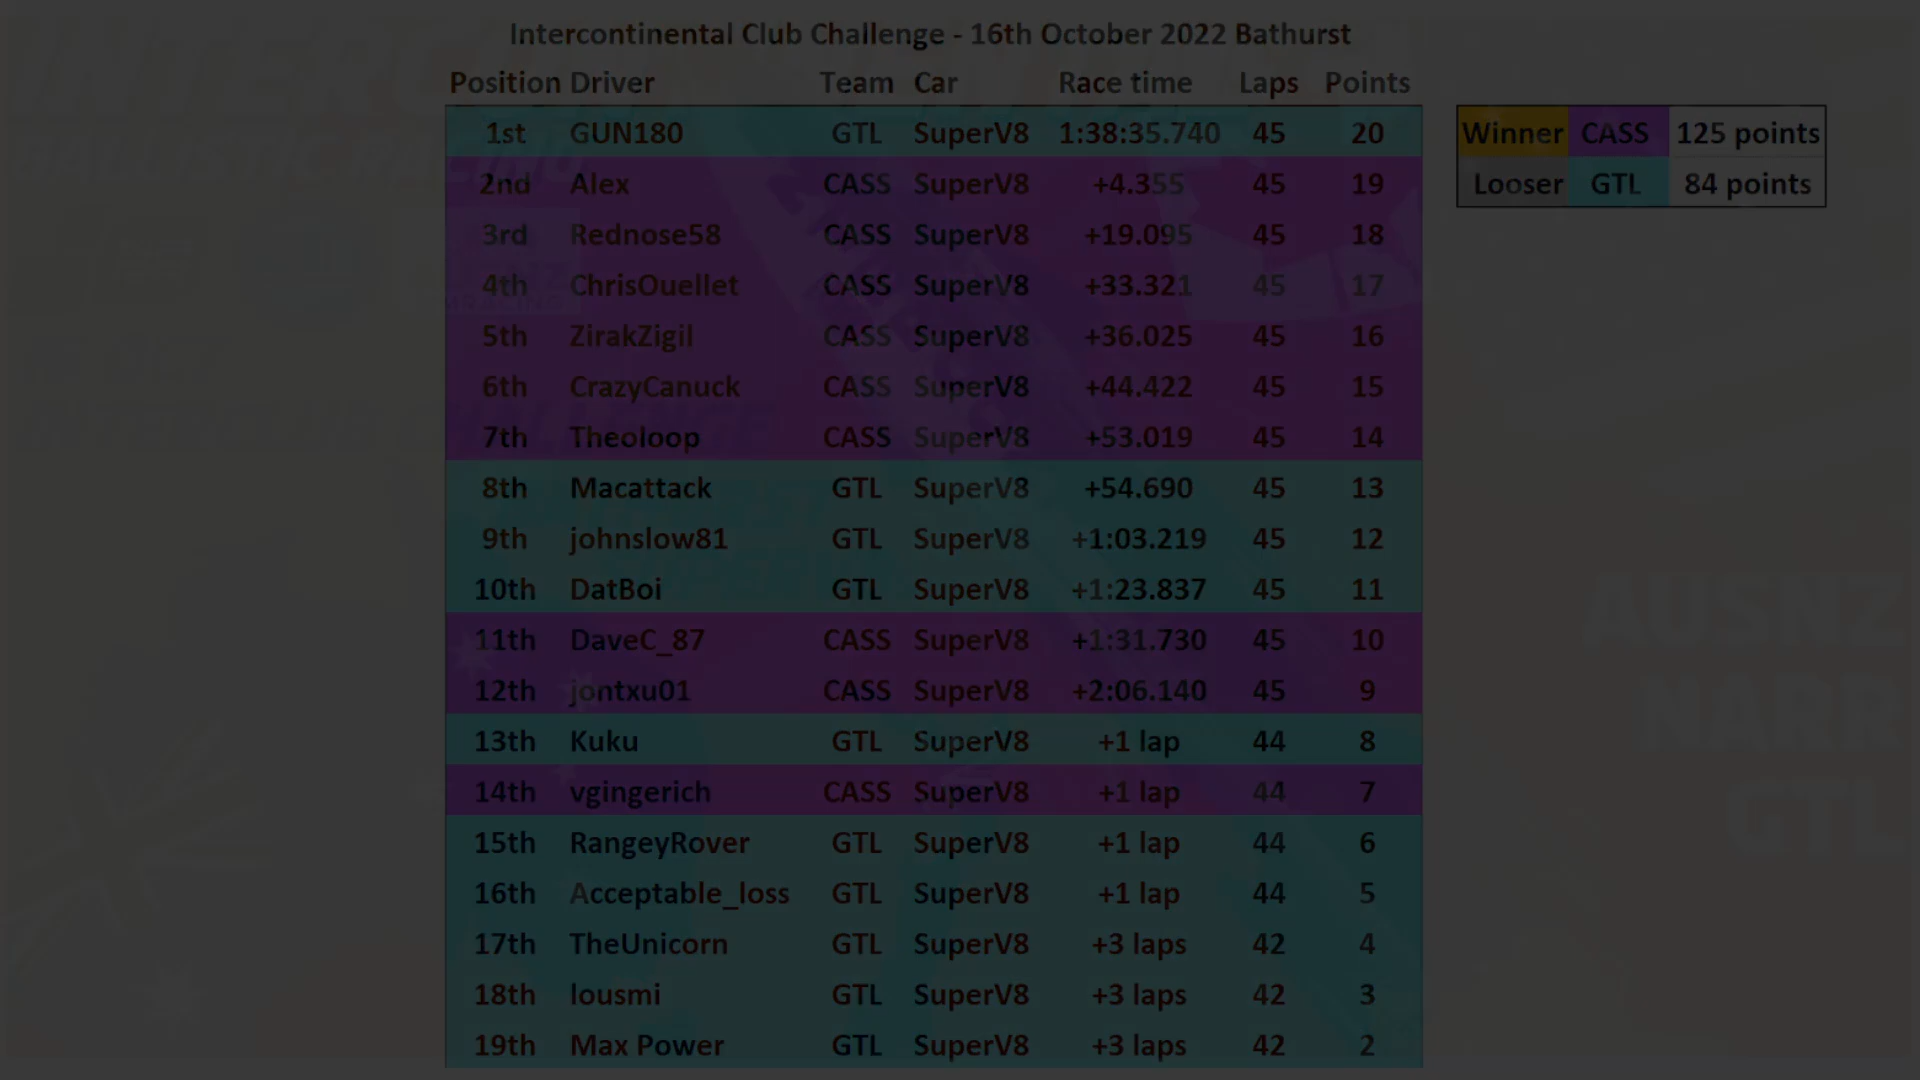 Intercontinental Club Challenge - 16th October 2022 Bathurst
Position Driver Team Car Race time Laps Points
1st GUN180 GTL SuperV8 1:38:35.740 45 20
Winner CASS 125 points
2nd Alex CASS SuperV8 +4.355 45 19
Looser GTL 84 points
3rd Rednose58 CASS SuperV8 +19.095 45 18
4th ChrisOuellet CASS SuperV8 +33.321 45 17
5th ZirakZigil CASS SuperV8 +36.025 45 16
6th CrazyCanuck CASS SuperV8 +44.422 45 15
7th Theoloop CASS SuperV8 +53.019 45 14
8th Macattack GTL SuperV8 +54.690 45 13
9th johnslow81 GTL SuperV8 +1:03.219 45 12
10th DatBoi GTL SuperV8 +1:23.837 45 11
11th DaveC_87 CASS SuperV8 +1:31.730 45 10
12th jontxu01 CASS SuperV8 +2:06.140 45 9
13th Kuku GTL SuperV8 +1 lap 44 8
14th vgingerich CASS SuperV8 +1 lap 44 7
15th RangeyRover GTL SuperV8 +1 lap 44 6
16th Acceptable_loss GTL SuperV8 +1 lap 44 5
17th TheUnicorn GTL SuperV8 +3 laps 42 4
18th lousmi GTL SuperV8 +3 laps 42 3
19th Max Power GTL SuperV8 +3 laps 42 2
BALLISTIC RACING
AUSNZ
NARR
GTL